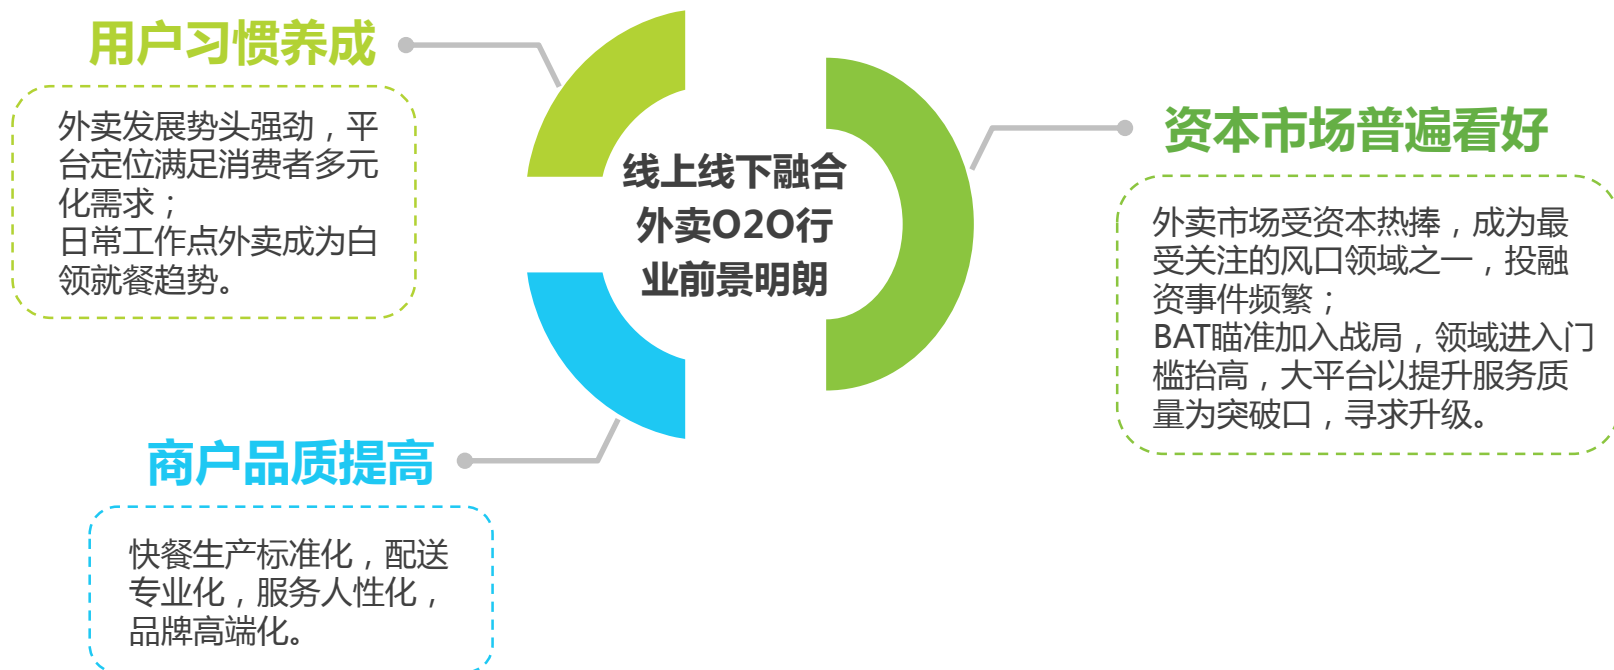 用户习惯养成
外卖发展势头强劲，平
台定位满足消费者多元
化需求；
日常工作点外卖成为白
领就餐趋势。
线上线下融合
外卖O2O行
业前景明朗
资本市场普遍看好
外卖市场受资本热捧，成为最
受关注的风口领域之一，投融
资事件频繁；
BAT瞄准加入战局，领域进入门
槛抬高，大平台以提升服务质
量为突破口，寻求升级。
商户品质提高
快餐生产标准化，配送
专业化，服务人性化，
品牌高端化。